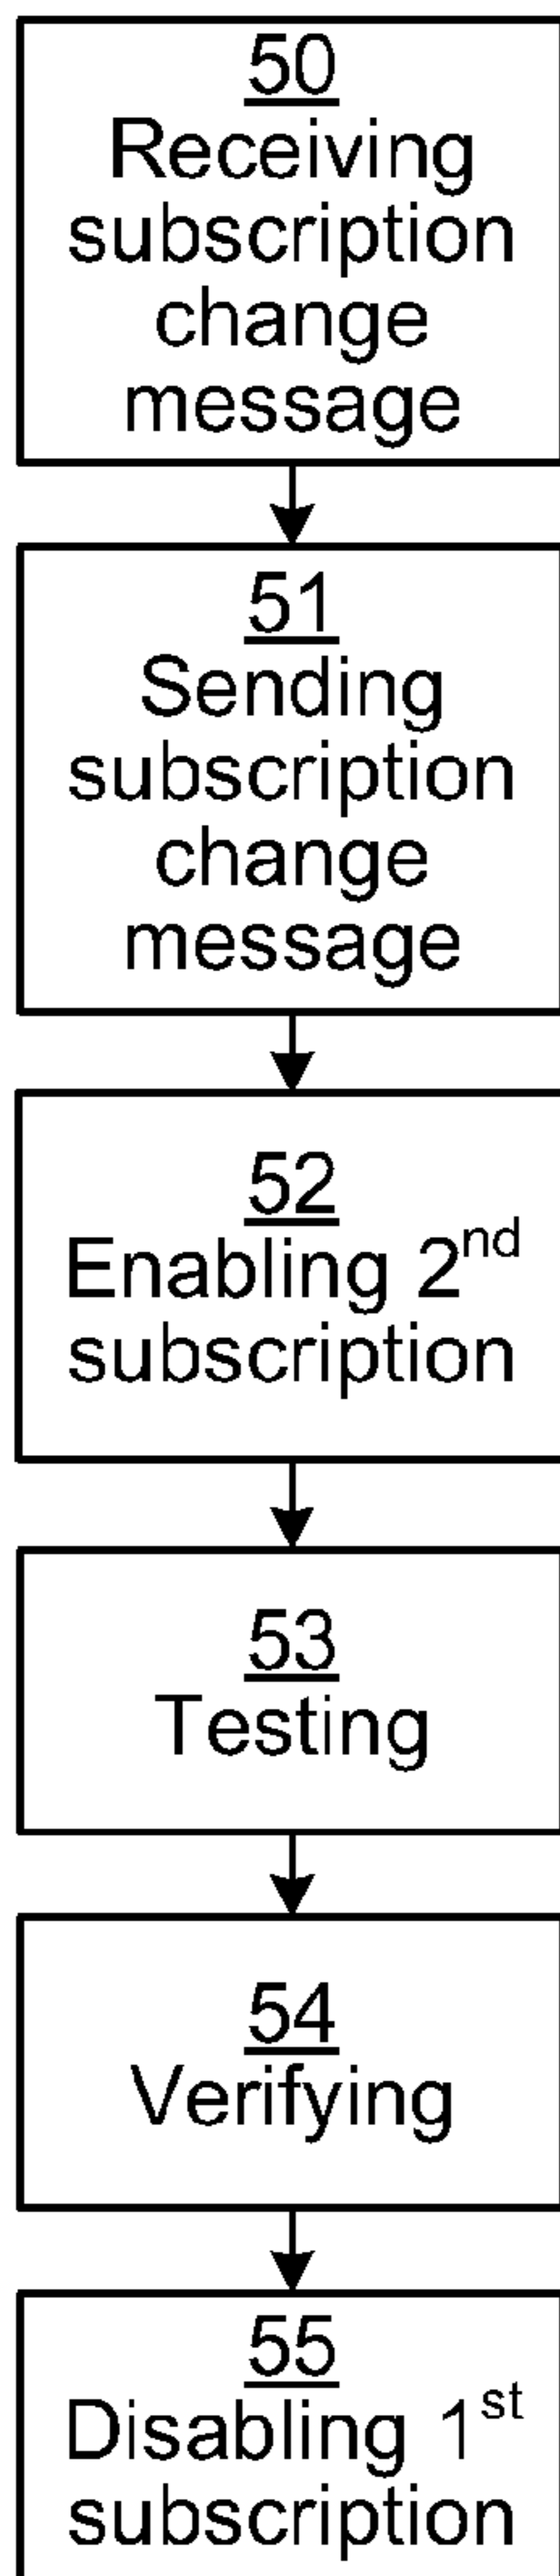 50
Receiving
subscription
change
message
51
Sending
subscription
change
message
52
Enabling 2nd
subscription
53
Testing
54
Verifying
55
Disabling 1st
subscription